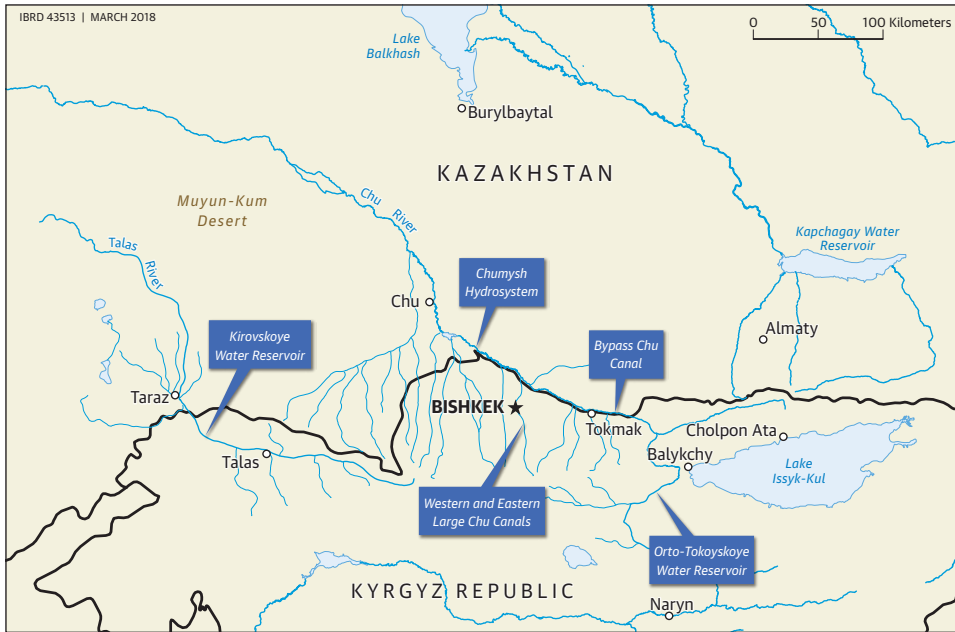 IBRD 43513 | MARCH 2018
0 50 100 Kilometers
Lake
Balkhash
Burylbaytal
KAZAKHSTAN
Muyun-Kum
Desert
Chu River
Talas River
Kapchagay Water
Reservoir
Chumysh
Hydrosystem
Chu
Kirovskoye
Water Reservoir
Almaty
Bypass Chu
Canal
Taraz
BISHKEK
Tokmak
Cholpon Ata
Talas
Balykchy
Lake
Issyk-Kul
Western and Eastern
Large Chu Canals
Orto-Tokoyskoye
Water Reservoir
KYRGYZ REPUBLIC
Naryn